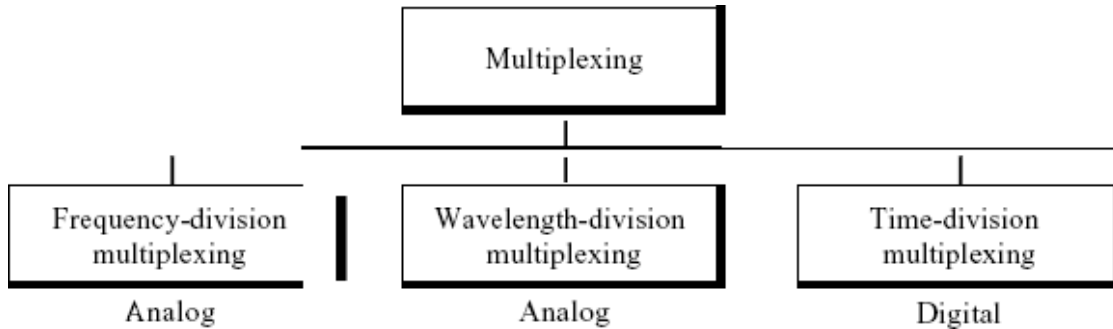 Multiplexing
Frequency-division
multiplexing
Wavelength-division
multiplexing
Time-division
multiplexing
Analog
Analog
Digital